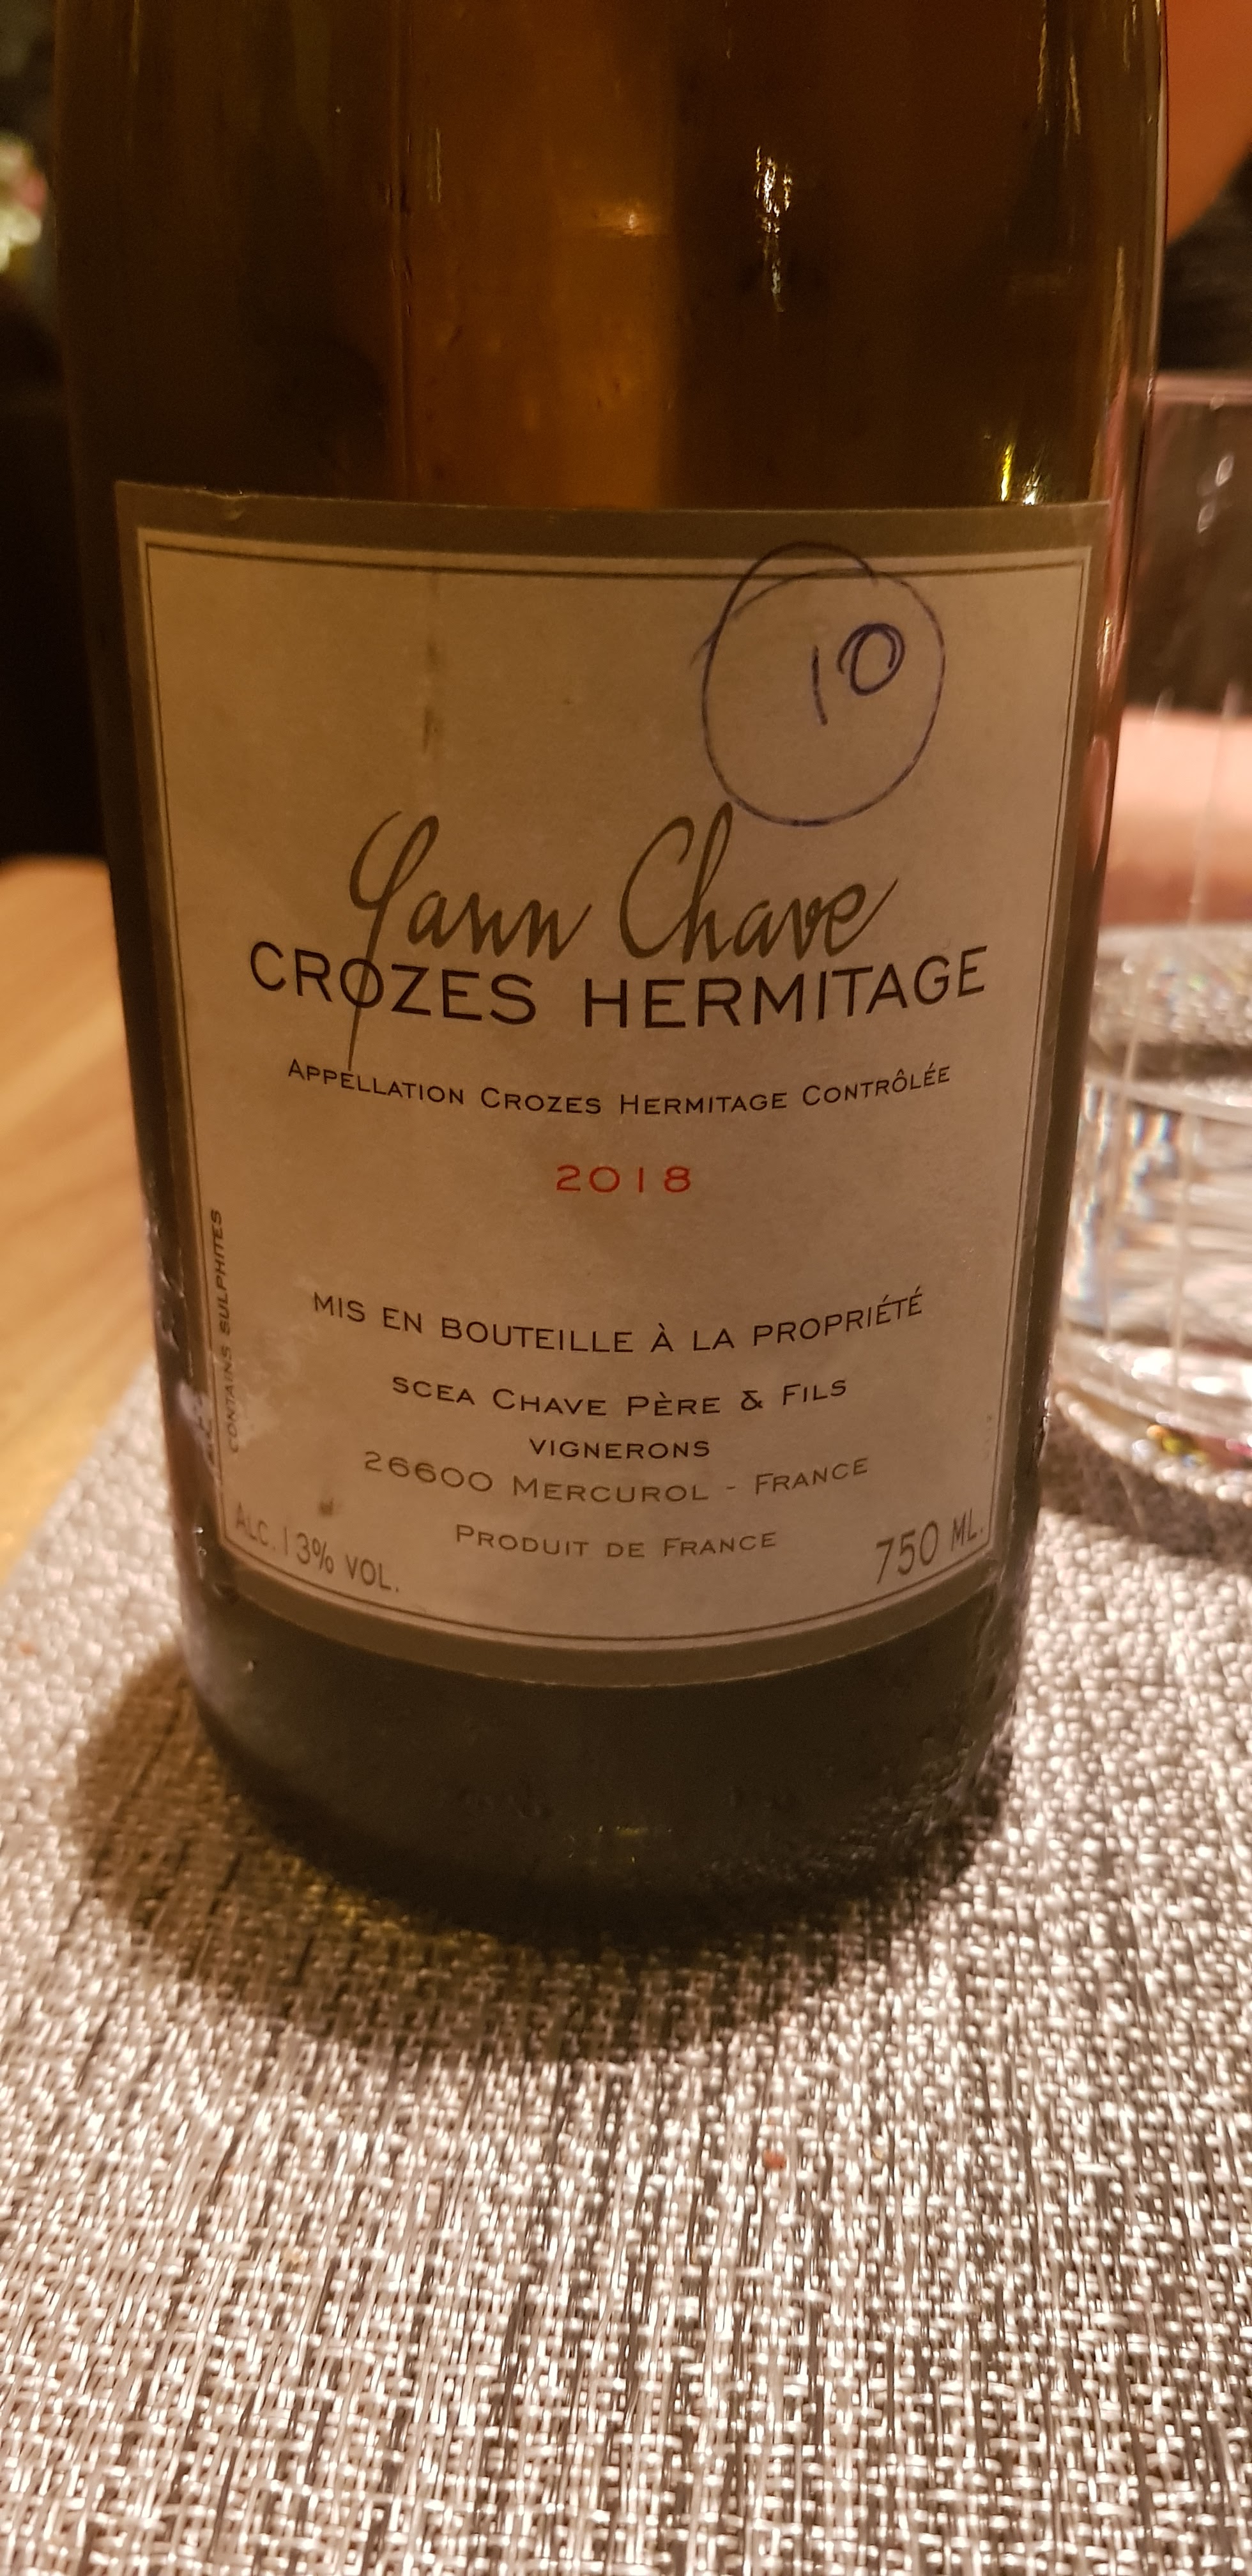 10
Yann Chave
CROZES HERMITAGE
APPELLATION CROZES HERMITAGE CONTRÔLÉE
2018
MIS EN BOUTEILLE À LA PROPRIÉTÉ
SCEA CHAVE PÈRE & FILS
VIGNERONS
26600 MERCUROL - FRANCE
PRODUIT DE FRANCE
ALC. 13% VOL.
750 ML.
CONTAINS SULPHITES